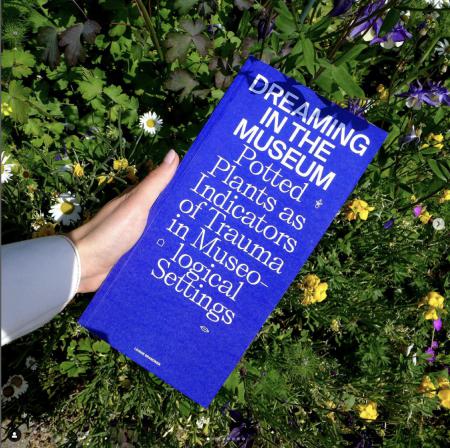 DREAMING
IN THE
MUSEUM
Potted
Plants as
Indicators
of Trauma
in Museo–
logical
Settings